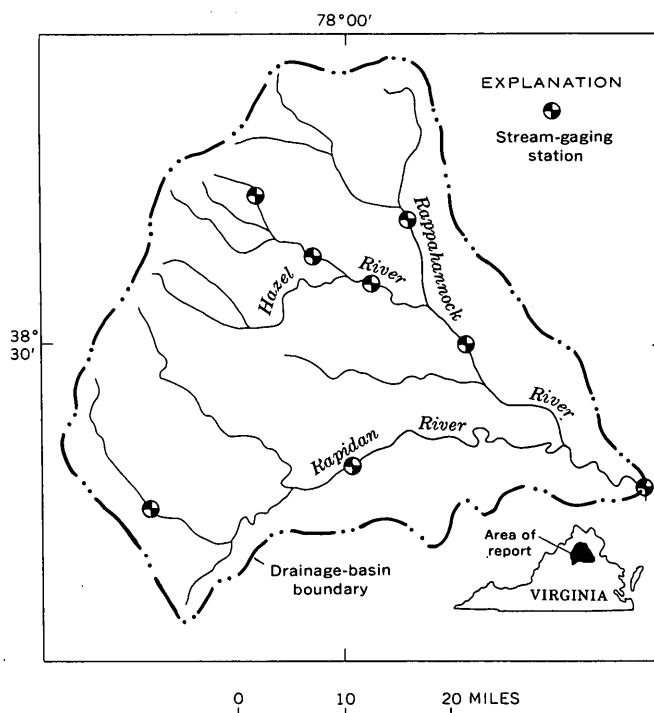 78°00'
EXPLANATION
Stream-gaging
station
Rappahannock
River
Hazel
River
38°
30'
River
Rapidan
Area of
report
VIRGINIA
Drainage-basin
boundary
0 10 20 MILES